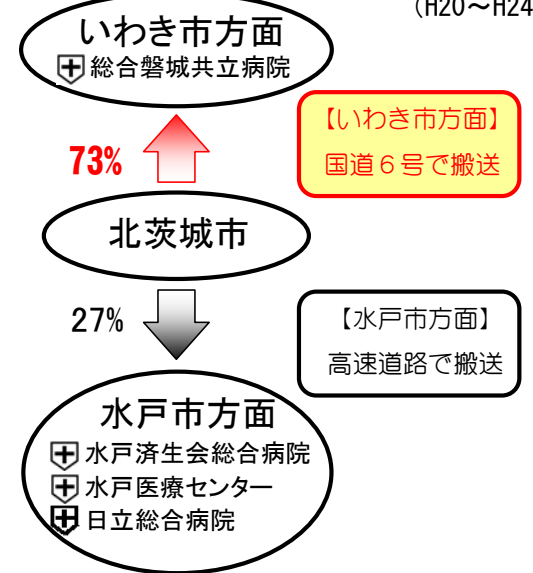 (H20～H24
いわき市方面
総合磐城共立病院
【いわき市方面】
国道６号で搬送
73%
北茨城市
27%
【水戸市方面】
高速道路で搬送
水戸市方面
水戸済生会総合病院
水戸医療センター
日立総合病院